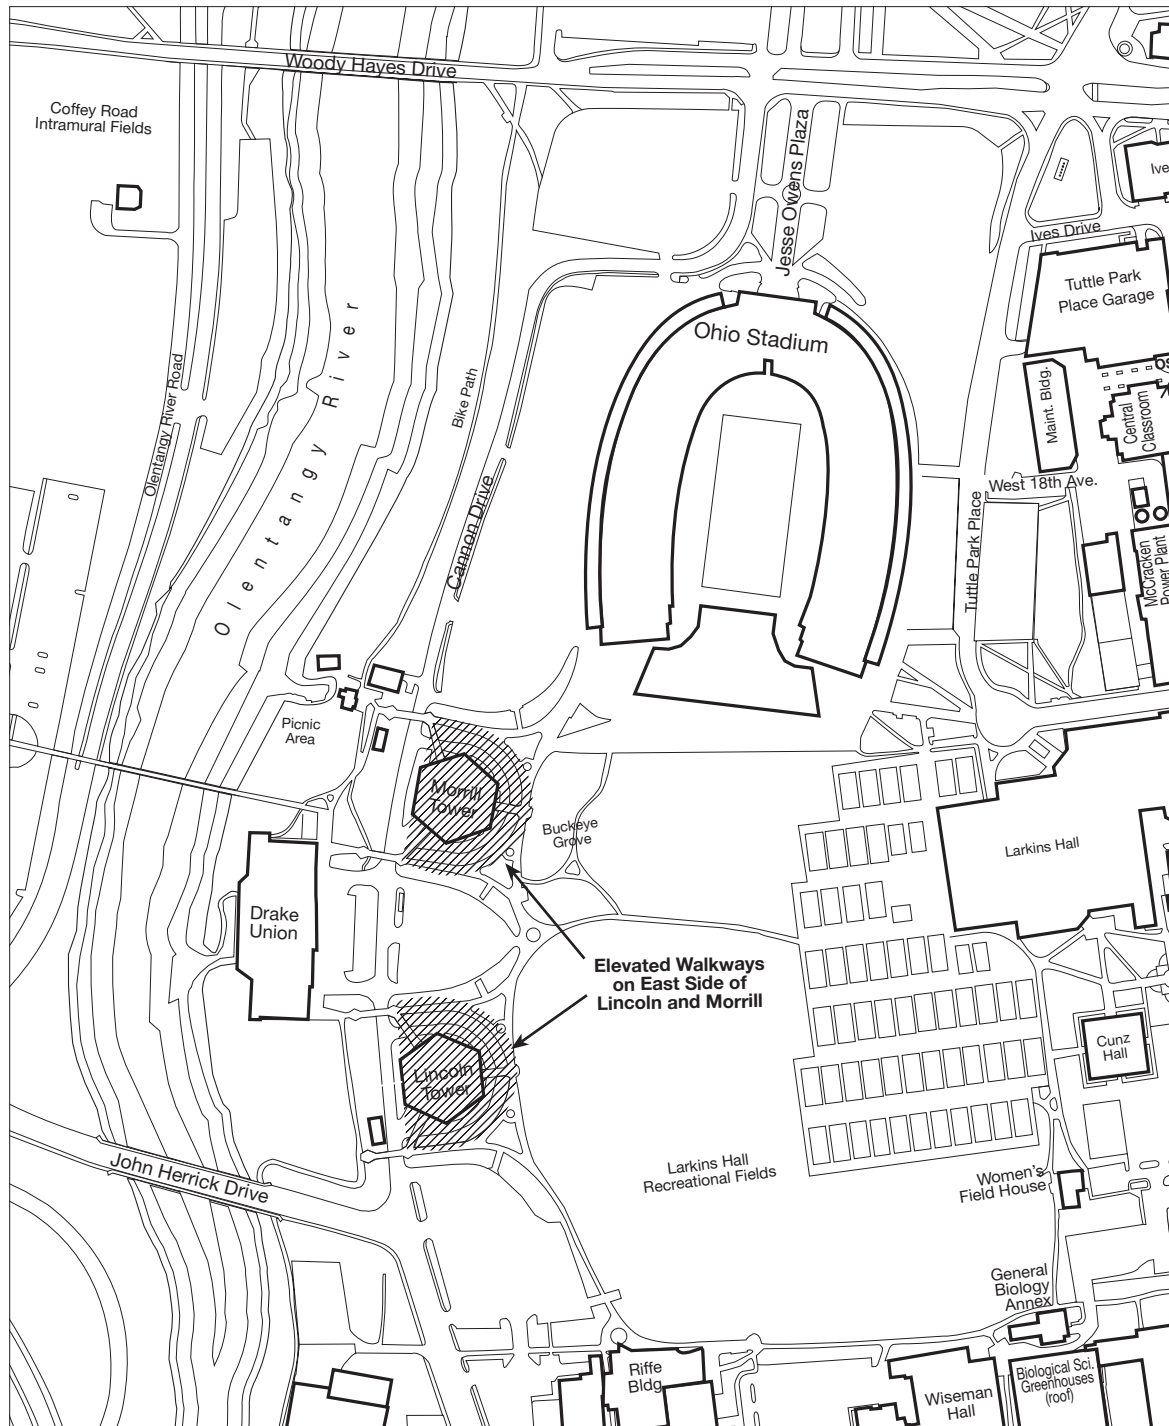 Woody Hayes Drive
Coffey Road
Intramural Fields
Jesse Owens Plaza
Ives Drive
Tuttle Park
Place Garage
Ohio Stadium
Olentangy River
Olentangy River Road
Bike Path
Cannon Drive
Maint. Bldg.
Central
Classroom
West 18th Ave.
Tuttle Park Place
McCracken
Power Plant
Picnic
Area
Morrill
Tower
Buckeye
Grove
Larkins Hall
Drake
Union
Elevated Walkways
on East Side of
Lincoln and Morrill
Cunz
Hall
Lincoln
Tower
John Herrick Drive
Larkins Hall
Recreational Fields
Women's
Field House
General
Biology
Annex
Riffe
Bldg.
Wiseman
Hall
Biological Sci.
Greenhouses
(roof)